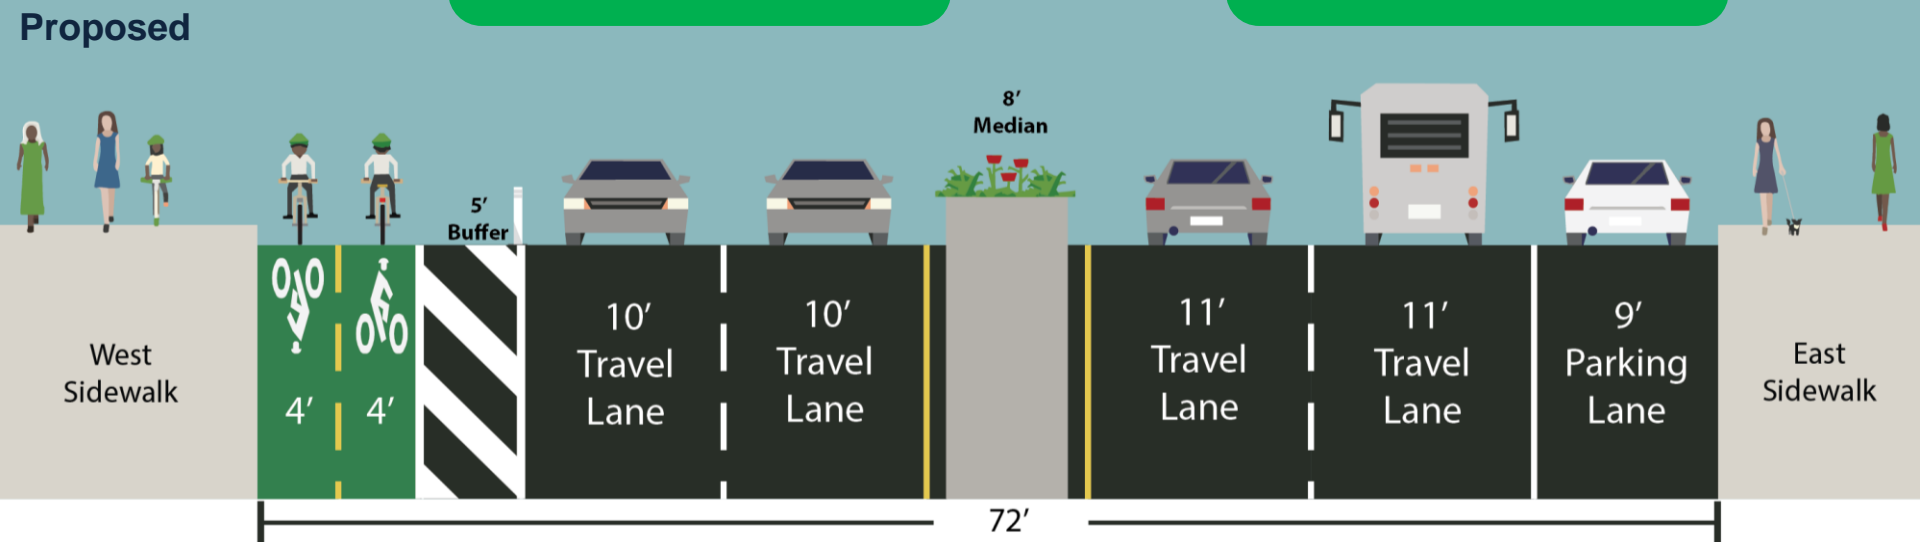 Proposed
8’
Median
5’
Buffer
West
Sidewalk
4’
4’
10’
Travel
Lane
10’
Travel
Lane
11’
Travel
Lane
11’
Travel
Lane
9’
Parking
Lane
East
Sidewalk
72’